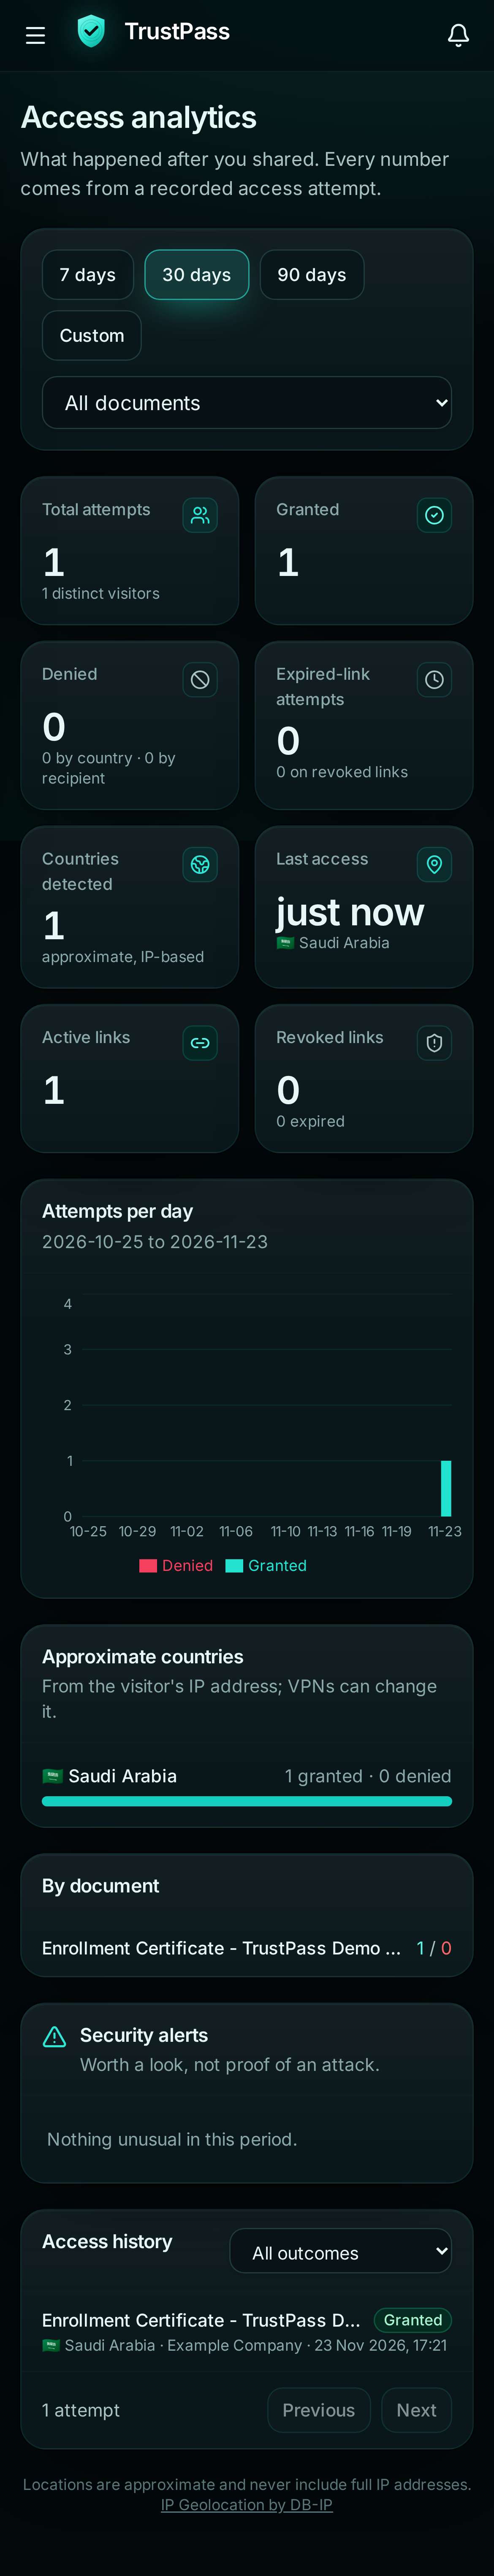 TrustPass
Access analytics
What happened after you shared. Every number
comes from a recorded access attempt.
7 days
30 days
90 days
Custom
All documents
Total attempts
1
1 distinct visitors
Granted
1
Denied
0
0 by country · 0 by
recipient
Expired-link
attempts
0
0 on revoked links
Countries
detected
1
approximate, IP-based
Last access
just now
Saudi Arabia
Active links
1
Revoked links
0
0 expired
Attempts per day
2026-10-25 to 2026-11-23
4
3
2
1
0
10-25 10-29 11-02 11-06 11-10 11-13 11-16 11-19 11-23
Denied Granted
Approximate countries
From the visitor's IP address; VPNs can change
it.
Saudi Arabia 1 granted · 0 denied
By document
Enrollment Certificate - TrustPass Demo ... 1 / 0
Security alerts
Worth a look, not proof of an attack.
Nothing unusual in this period.
Access history
All outcomes
Enrollment Certificate - TrustPass D... Granted
Saudi Arabia · Example Company · 23 Nov 2026, 17:21
1 attempt
Previous
Next
Locations are approximate and never include full IP addresses.
IP Geolocation by DB-IP